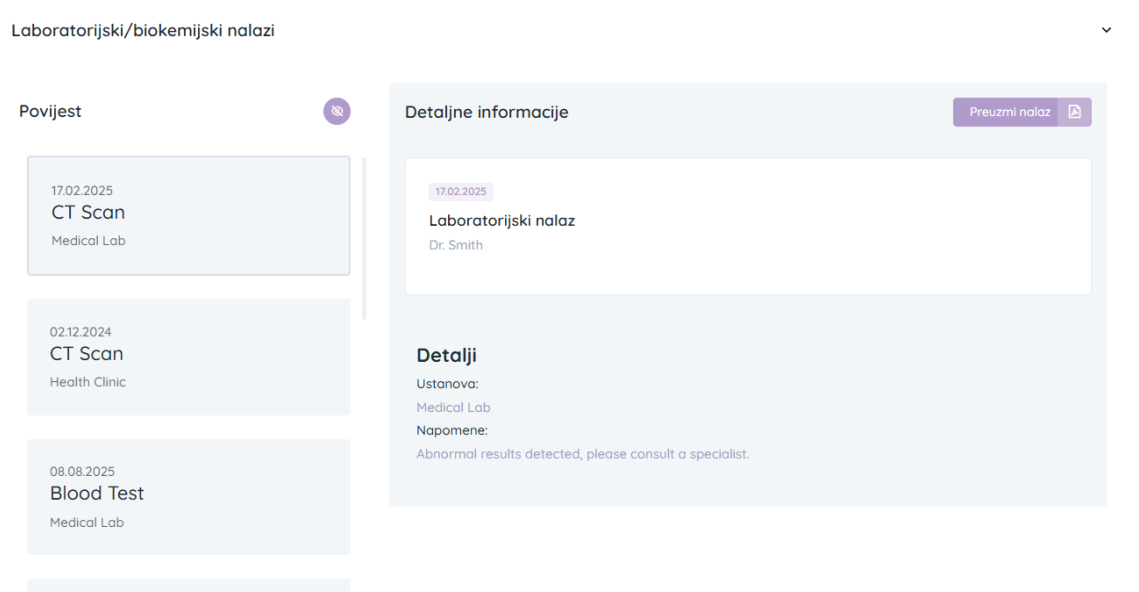 Laboratorijski/biokemijski nalazi
Povijest
17.02.2025
CT Scan
Medical Lab
02.12.2024
CT Scan
Health Clinic
08.08.2025
Blood Test
Medical Lab
Detaljne informacije
Preuzmi nalaz
17.02.2025
Laboratorijski nalaz
Dr. Smith
Detalji
Ustanova:
Medical Lab
Napomene:
Abnormal results detected, please consult a specialist.